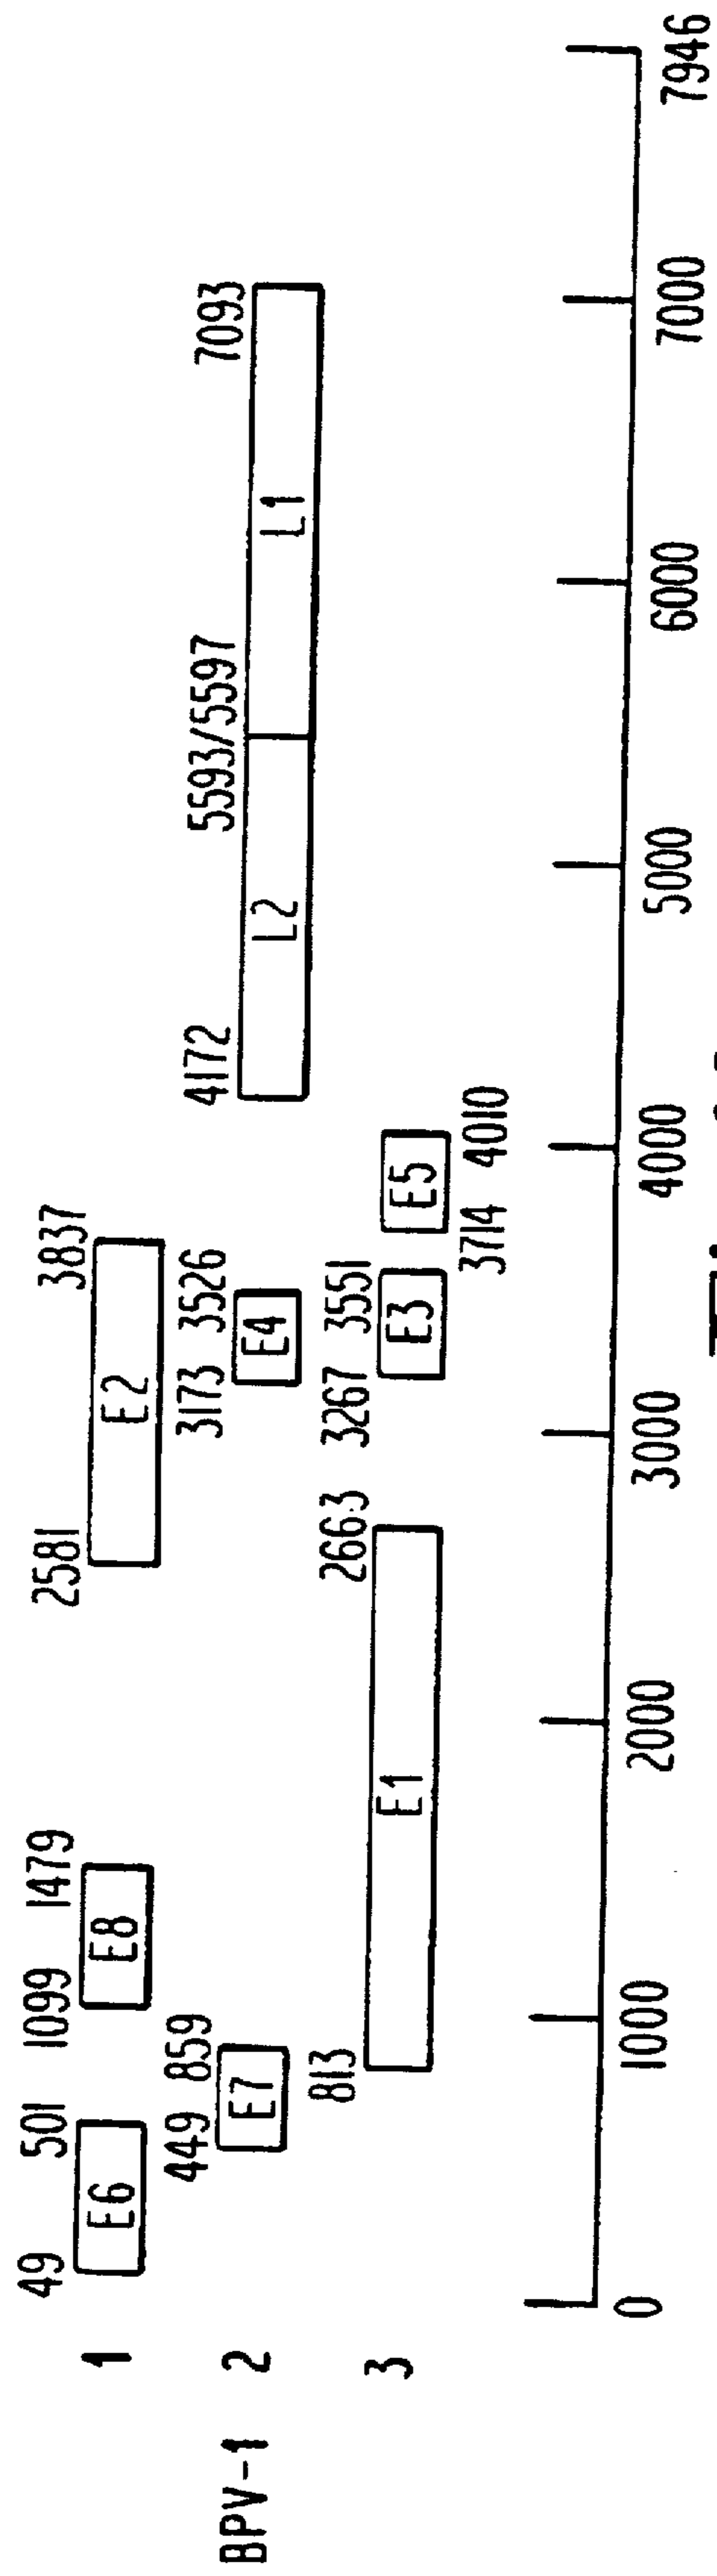 49 501 1099 1479 2581 3837
1 E6 E8 E2
449 859 3173 3526 4172 5593/5597 7093
BPV-1 2 E7 E4 L2 L1
813 2663 3267 3551
3 E1 E3 E5
3714 4010
0 1000 2000 3000 4000 5000 6000 7000 7946